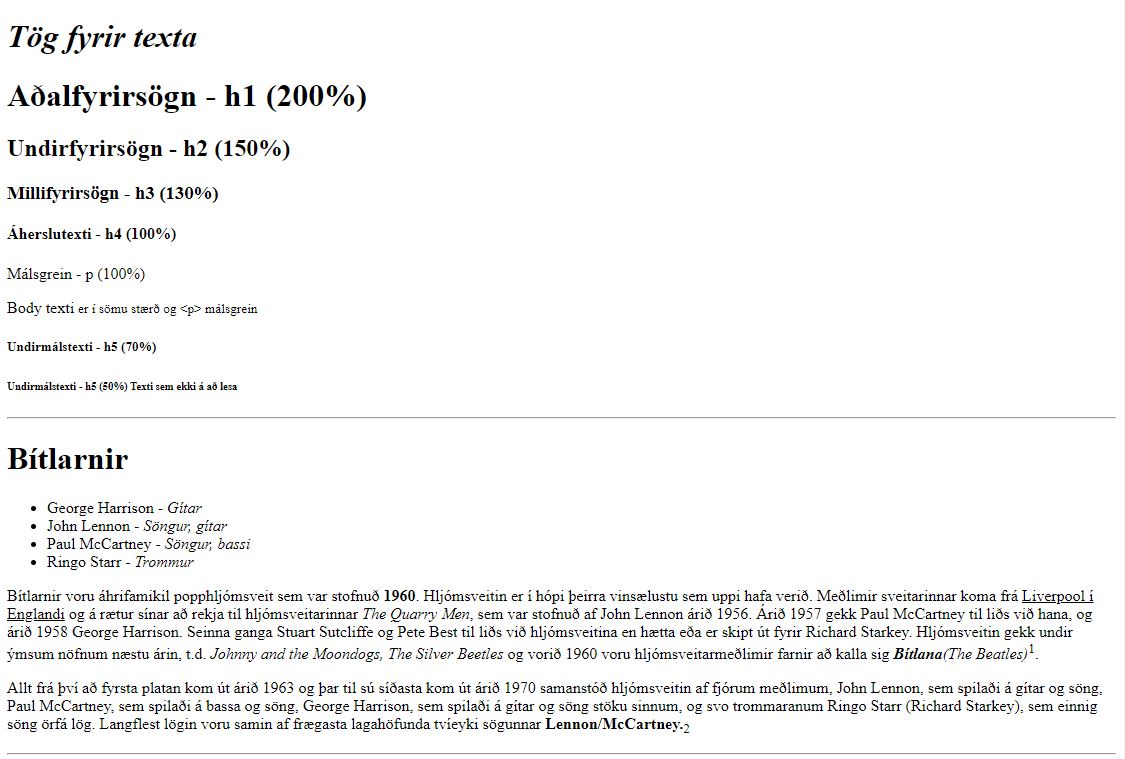 Tög fyrir texta
Aðalfyrirsögn - h1 (200%)
Undirfyrirsögn - h2 (150%)
Millifyrirsögn - h3 (130%)
Áherslutexti - h4 (100%)
Málsgrein - p (100%)
Body texti er í sömu stærð og <p> málsgrein
Undirmálstexti - h5 (70%)
Undirmálstexti - h5 (50%) Texti sem ekki á að lesa
Bítlarnir
• George Harrison - Gítar
• John Lennon - Söngur, gítar
• Paul McCartney - Söngur, bassi
• Ringo Starr - Trommur
Bítlarnir voru áhrifamikil popphljómsveit sem var stofnuð 1960. Hljómsveitin er í hópi þeirra vinsælustu sem uppi hafa verið. Meðlimir sveitarinnar koma frá Liverpool í
Englandi og á rætur sínar að rekja til hljómsveitarinnar The Quarry Men, sem var stofnuð af John Lennon árið 1956. Árið 1957 gekk Paul McCartney til liðs við hana, og
árið 1958 George Harrison. Seinna ganga Stuart Sutcliffe og Pete Best til liðs við hljómsveitina en hætta eða er skipt út fyrir Richard Starkey. Hljómsveitin gekk undir
ýmsum nöfnum næstu árin, t.d. Johnny and the Moondogs, The Silver Beetles og vorið 1960 voru hljómsveitarmeðlimir farnir að kalla sig Bítlana(The Beatles)1.
Allt frá því að fyrsta platan kom út árið 1963 og þar til sú síðasta kom út árið 1970 samanstóð hljómsveitin af fjórum meðlimum, John Lennon, sem spilaði á gítar og söng,
Paul McCartney, sem spilaði á bassa og söng, George Harrison, sem spilaði á gítar og söng stöku sinnum, og svo trommaranum Ringo Starr (Richard Starkey), sem einnig
söng örfá lög. Langflest lögin voru samin af frægasta lagahöfunda tvíeyki sögunnar Lennon/McCartney.2